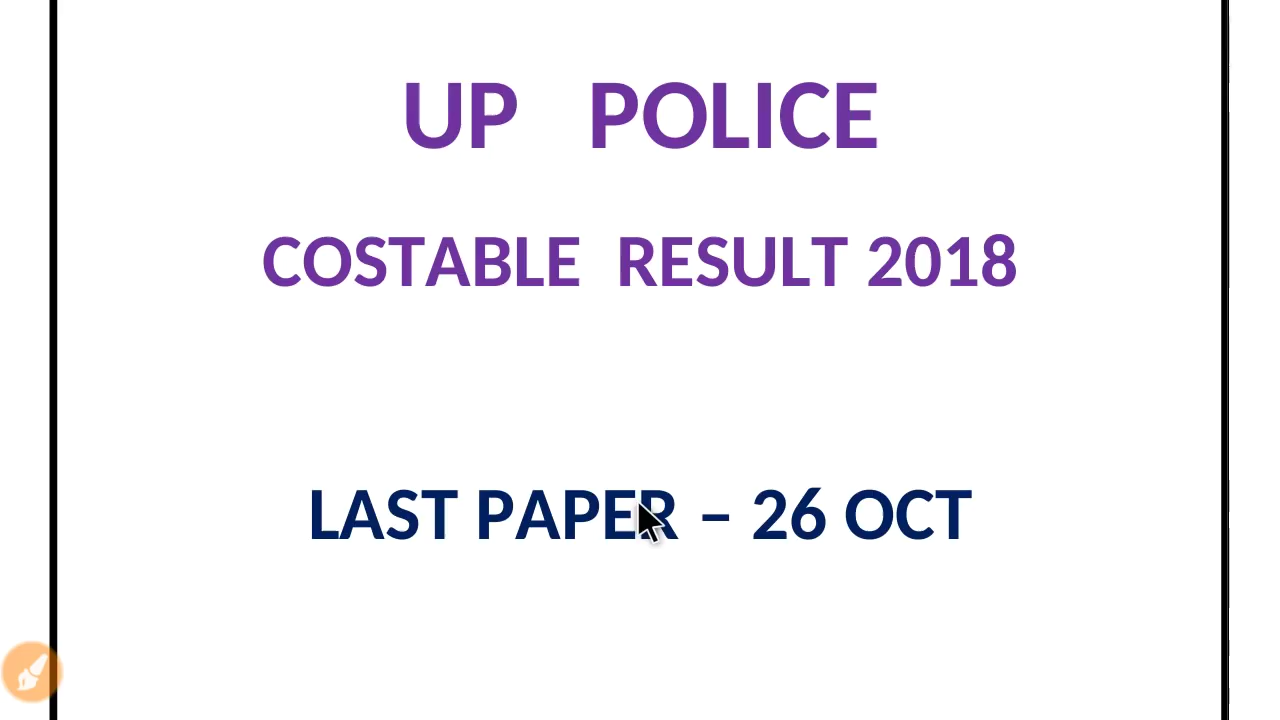 UP POLICE
COSTABLE RESULT 2018
LAST PAPER – 26 OCT